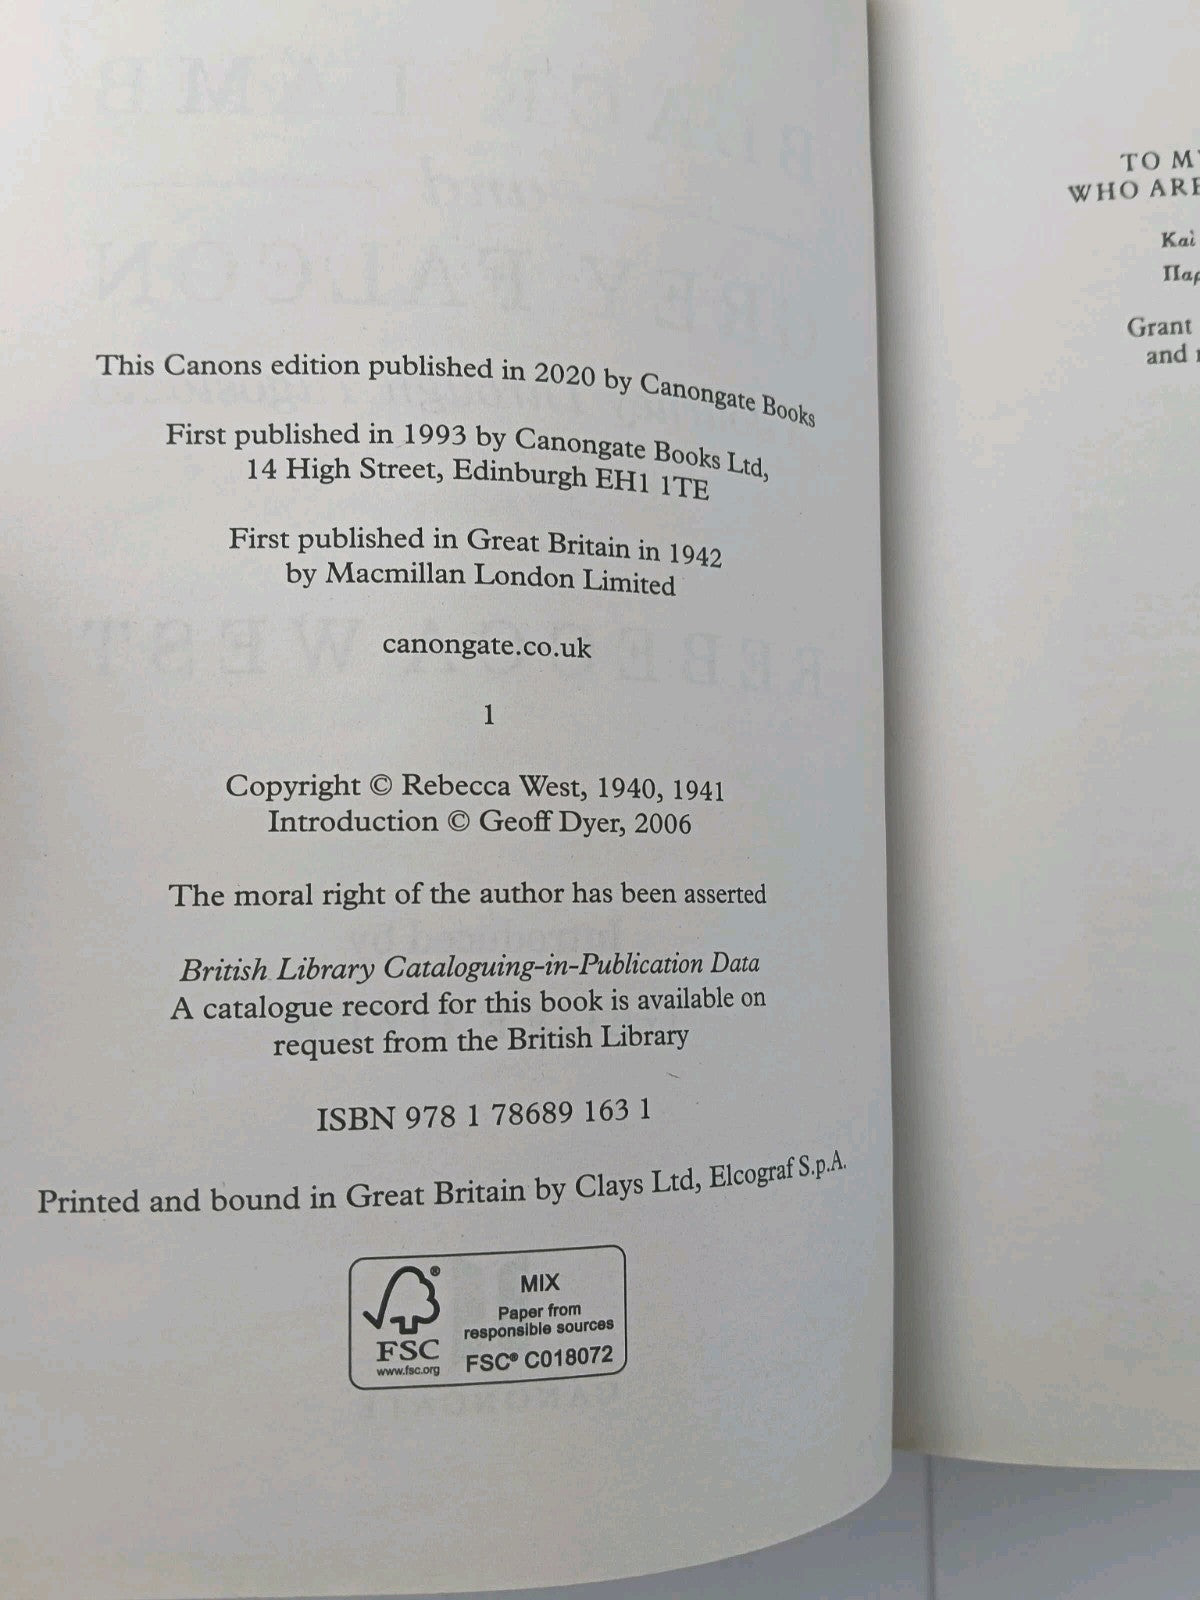 This Canons edition published in 2020 by Canongate Books
First published in 1993 by Canongate Books Ltd,
14 High Street, Edinburgh EH1 1TE
First published in Great Britain in 1942
by Macmillan London Limited
canongate.co.uk
1
Copyright © Rebecca West, 1940, 1941
Introduction © Geoff Dyer, 2006
The moral right of the author has been asserted
British Library Cataloguing-in-Publication Data
A catalogue record for this book is available on
request from the British Library
ISBN 978 1 78689 163 1
Printed and bound in Great Britain by Clays Ltd, Elcograf S.p.A.
FSC
www.fsc.org
®
MIX
Paper from
responsible sources
FSC® C018072
TO
WHO ARE
Καὶ
Grant
and